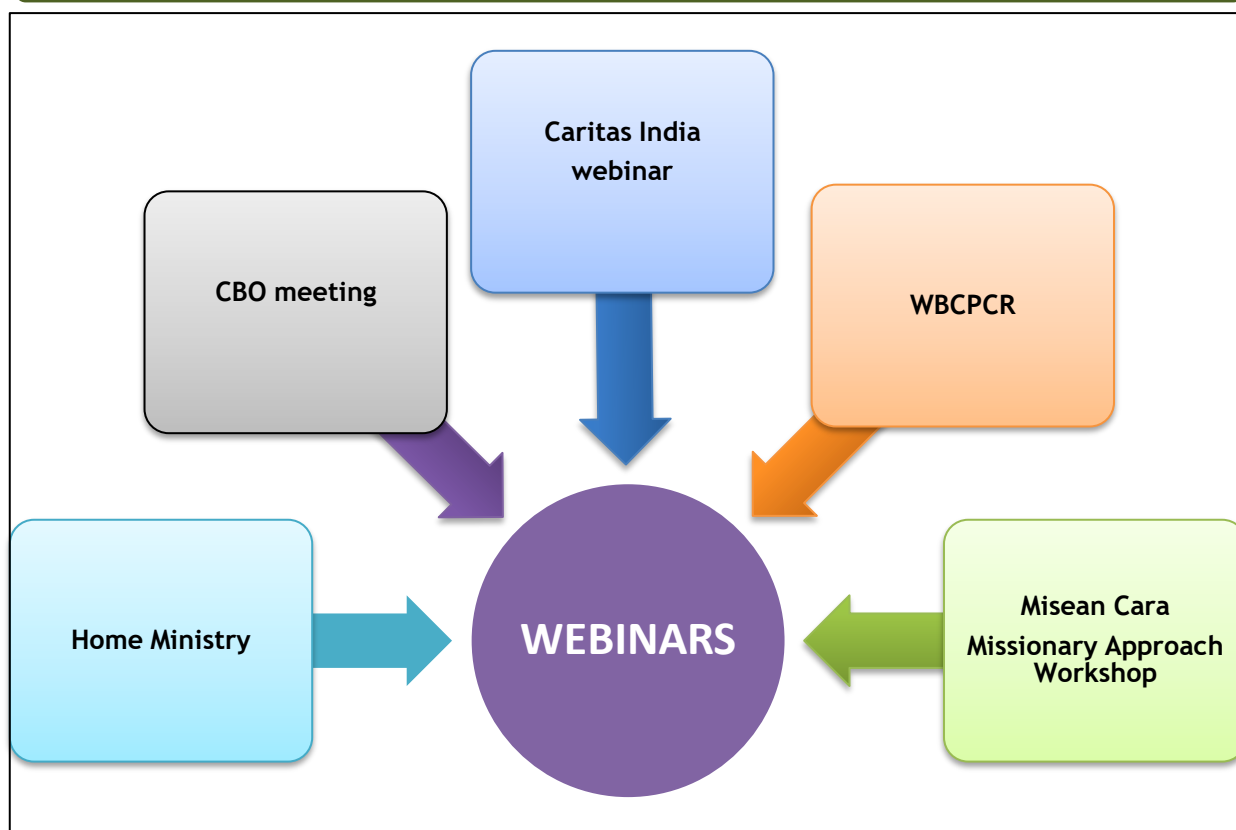 Caritas India
webinar
CBO meeting
WBCPCR
Home Ministry
WEBINARS
Misean Cara
Missionary Approach
Workshop